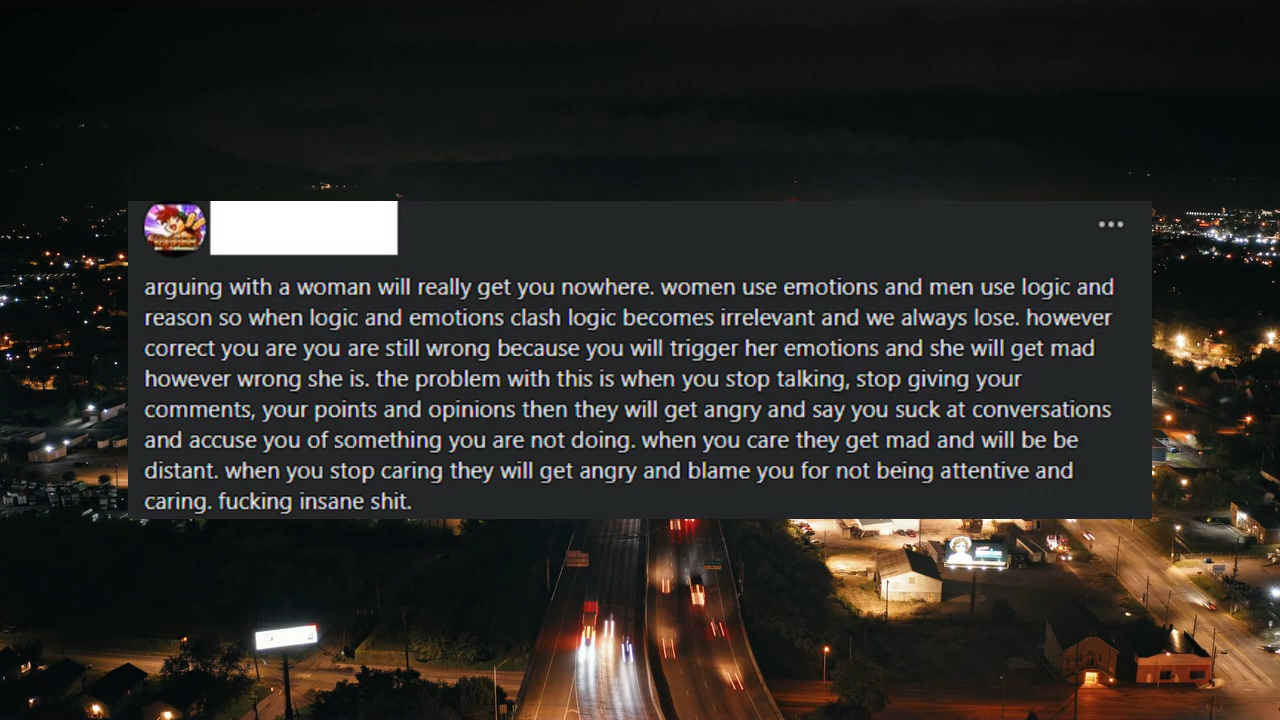 arguing with a woman will really get you nowhere. women use emotions and men use logic and
reason so when logic and emotions clash logic becomes irrelevant and we always lose. however
correct you are you are still wrong because you will trigger her emotions and she will get mad
however wrong she is. the problem with this is when you stop talking, stop giving your
comments, your points and opinions then they will get angry and say you suck at conversations
and accuse you of something you are not doing. when you care they get mad and will be be
distant. when you stop caring they will get angry and blame you for not being attentive and
caring. fucking insane shit.